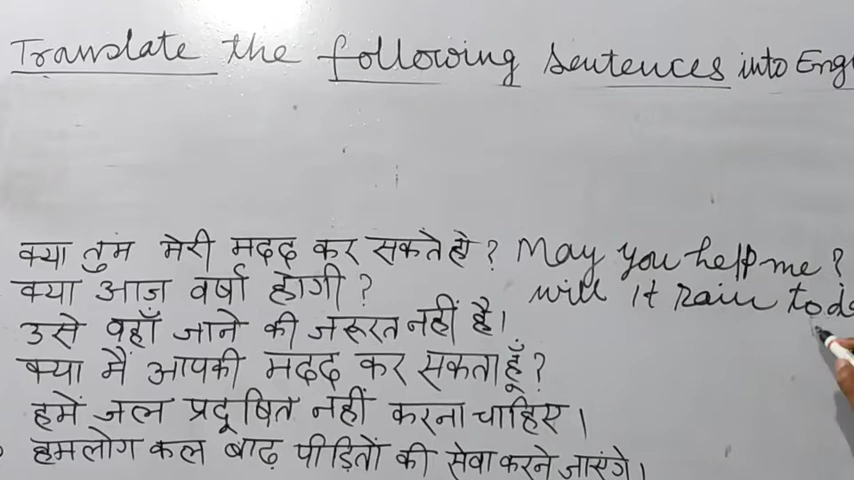 Translate the following sentences into Eng
क्या तुम मेरी मदद कर सकते हो ? May you help me ?
क्या आज वर्षा होगी ? will It Rain tod
उसे वहाँ जाने की जरूरत नहीं है।
क्या मैं आपकी मदद कर सकता हूँ ?
हमें जल प्रदूषित नहीं करना चाहिए।
हमलोग कल बाढ़ पीड़ितों की सेवा करने जाएंगे।